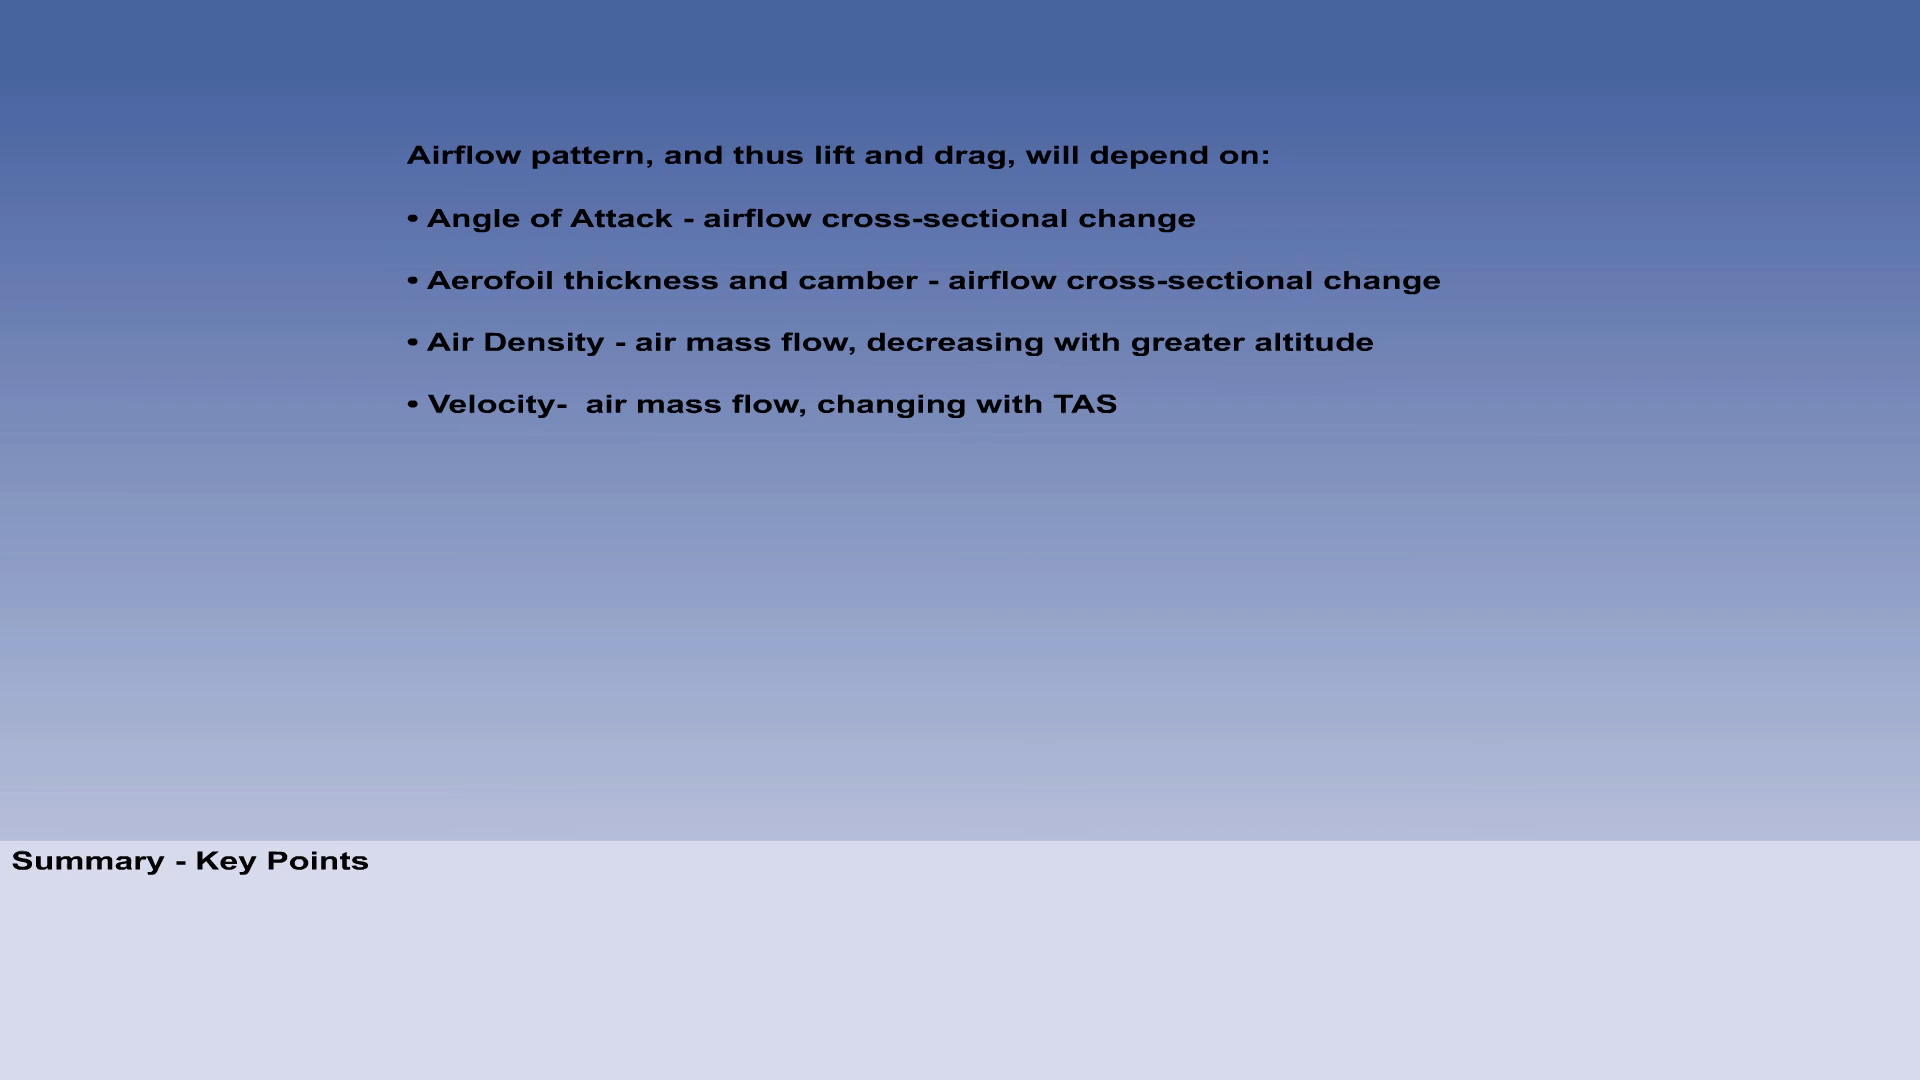 Airflow pattern, and thus lift and drag, will depend on:
• Angle of Attack - airflow cross-sectional change
• Aerofoil thickness and camber - airflow cross-sectional change
• Air Density - air mass flow, decreasing with greater altitude
• Velocity-  air mass flow, changing with TAS
Summary - Key Points